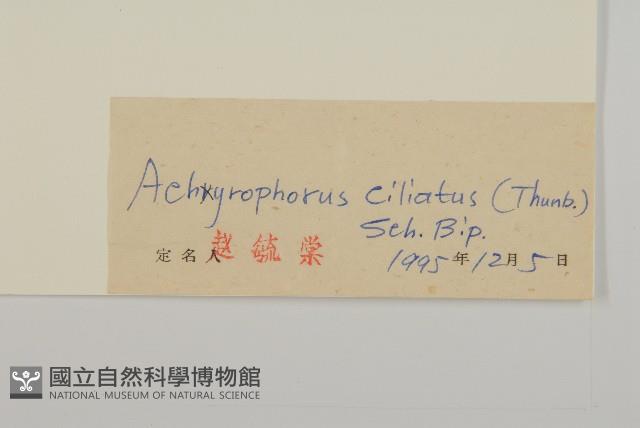 Achyrophorus ciliatus (Thunb.)
Sch. Bip.
定名人 赵毓棠
1995年12月5日
國立自然科學博物館
NATIONAL MUSEUM OF NATURAL SCIENCE